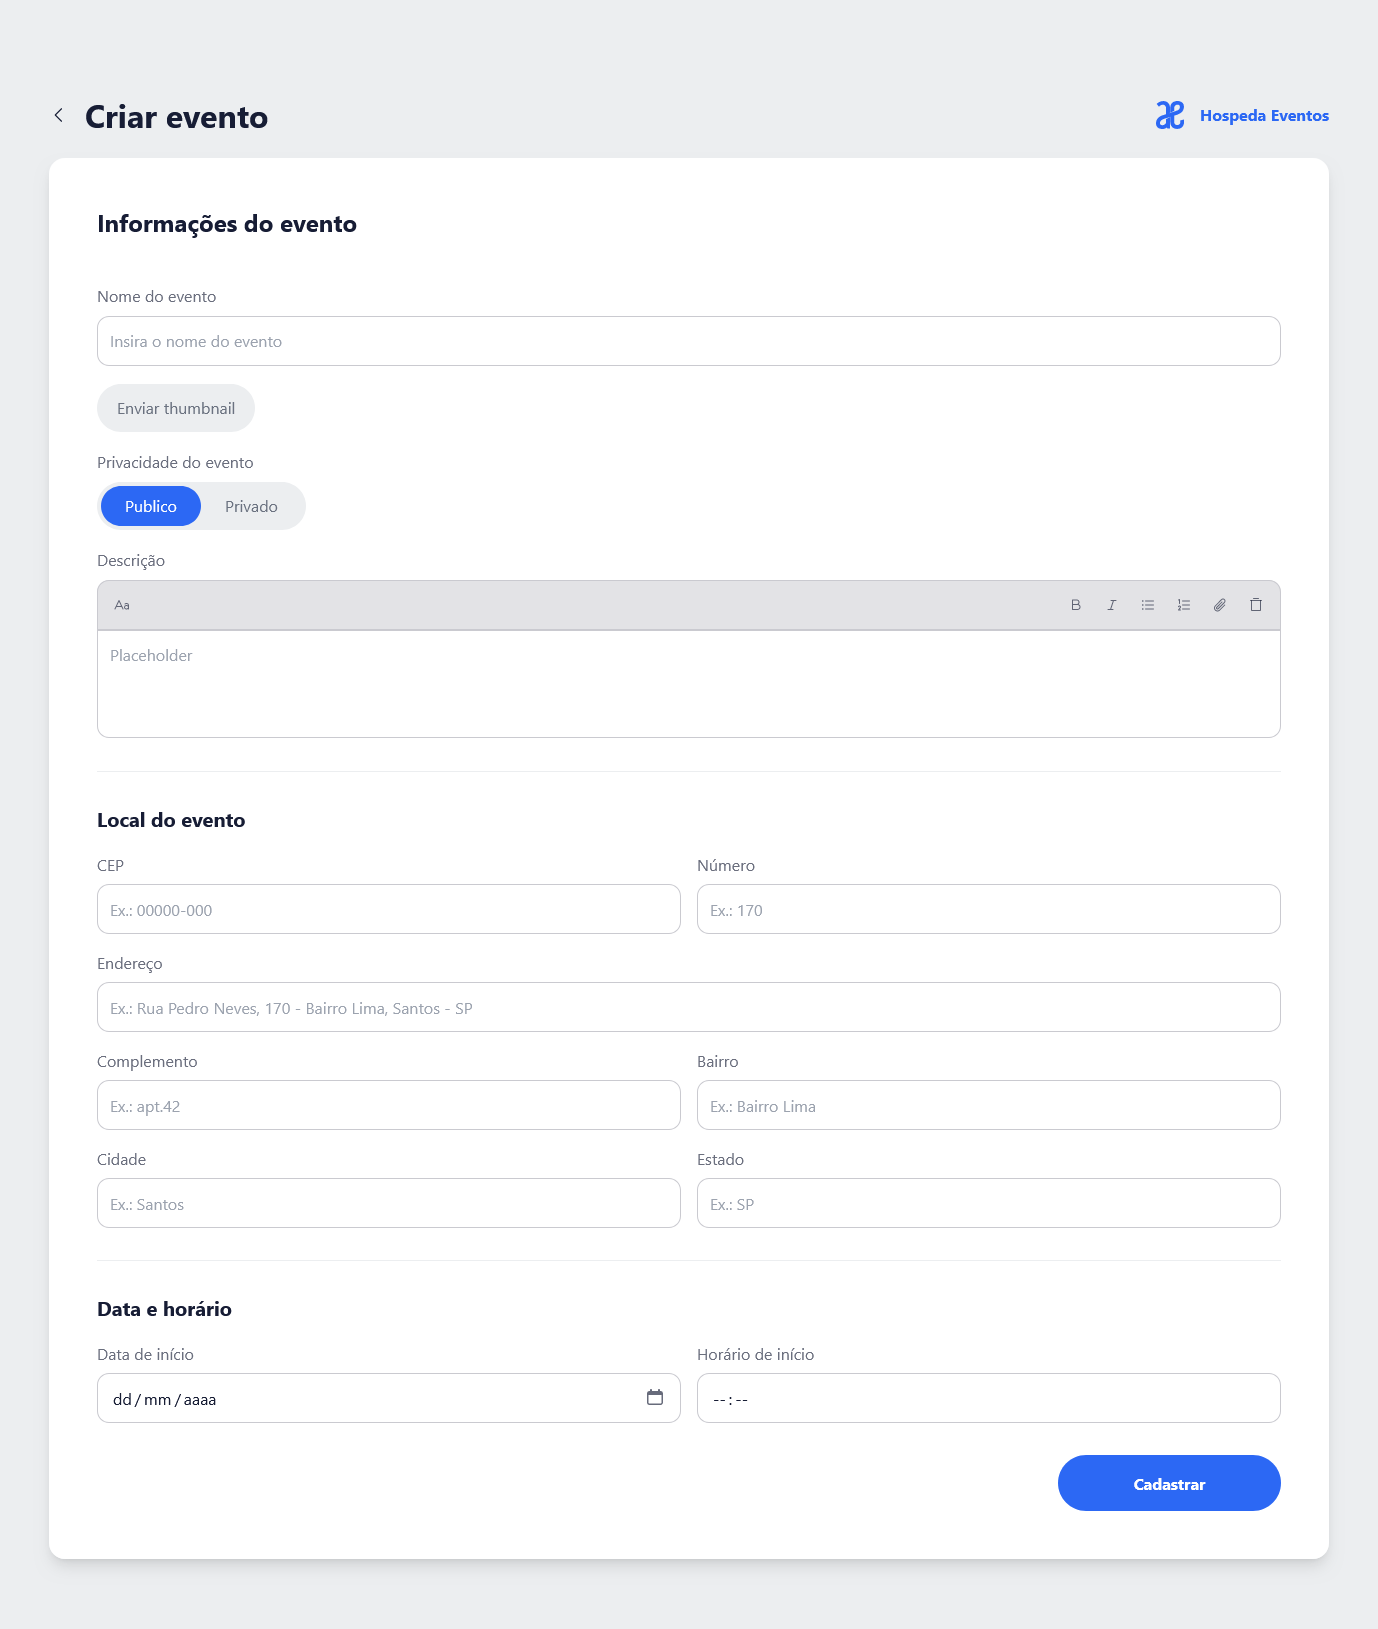 Criar evento
Hospeda Eventos
Informações do evento
Nome do evento
Insira o nome do evento
Enviar thumbnail
Privacidade do evento
Publico Privado
Descrição
Aa B I
Placeholder
Local do evento
CEP Número
Ex.: 00000-000 Ex.: 170
Endereço
Ex.: Rua Pedro Neves, 170 - Bairro Lima, Santos - SP
Complemento Bairro
Ex.: apt.42 Ex.: Bairro Lima
Cidade Estado
Ex.: Santos Ex.: SP
Data e horário
Data de início Horário de início
dd/mm/aaaa --:--
Cadastrar